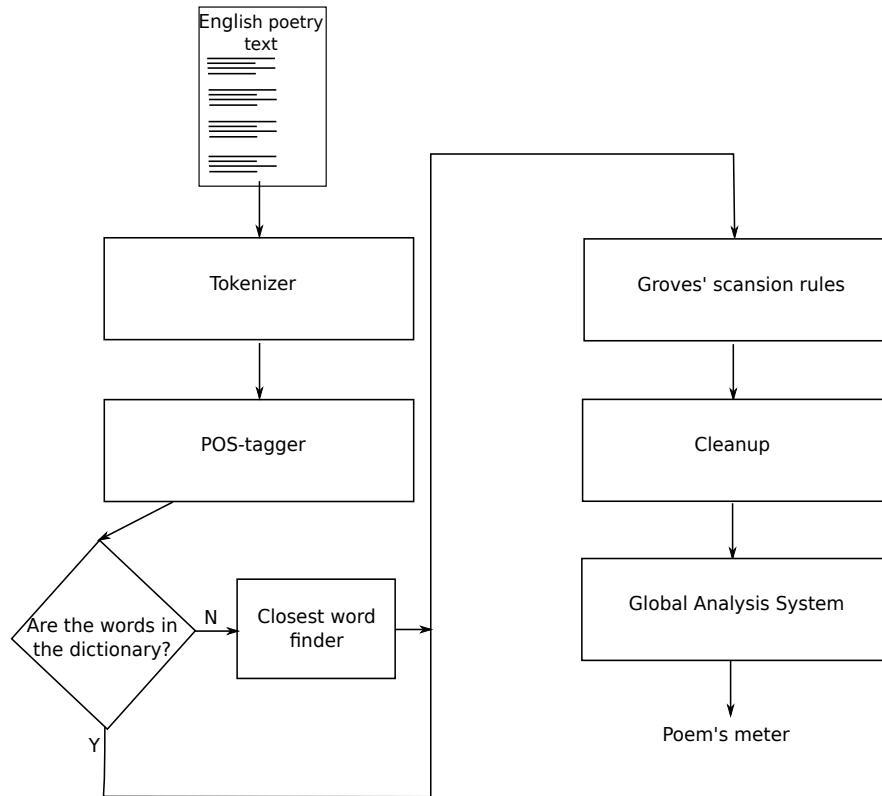 English poetry
text
Tokenizer
POS-tagger
Are the words in
the dictionary?
N
Y
Closest word
finder
Groves' scansion rules
Cleanup
Global Analysis System
Poem's meter